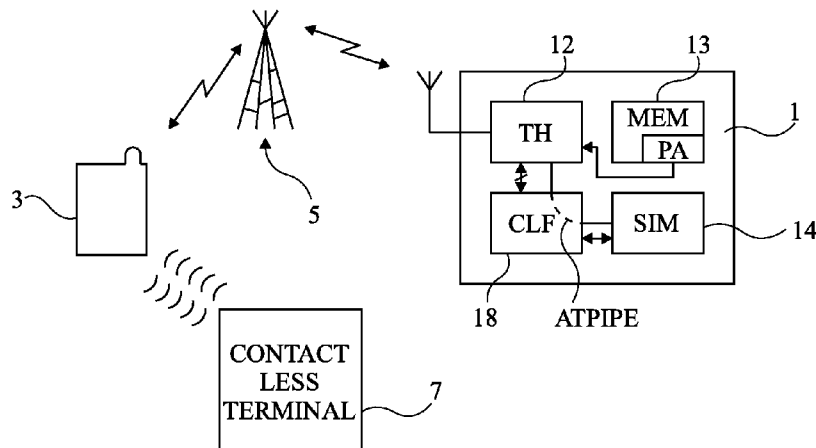 12
13
TH
MEM
PA
1
3
5
CLF
SIM
14
18
ATPIPE
CONTACT
LESS
TERMINAL
7